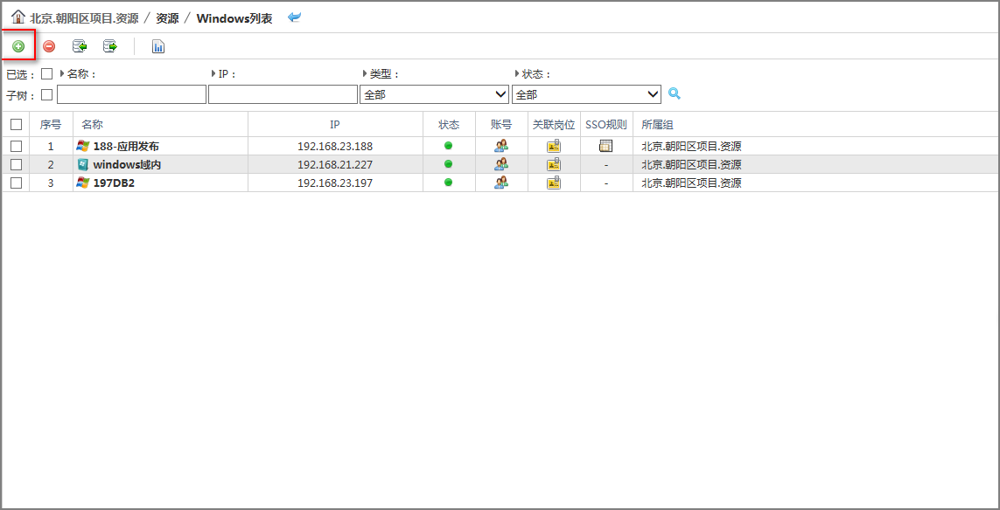 北京.朝阳区项目.资源 / 资源 / Windows列表
已选： 名称： IP： 类型： 状态：
子树： 全部 全部
序号 名称 IP 状态 账号 关联岗位 SSO规则 所属组
1 188-应用发布 192.168.23.188 北京.朝阳区项目.资源
2 windows域内 192.168.21.227 - 北京.朝阳区项目.资源
3 197DB2 192.168.23.197 - 北京.朝阳区项目.资源